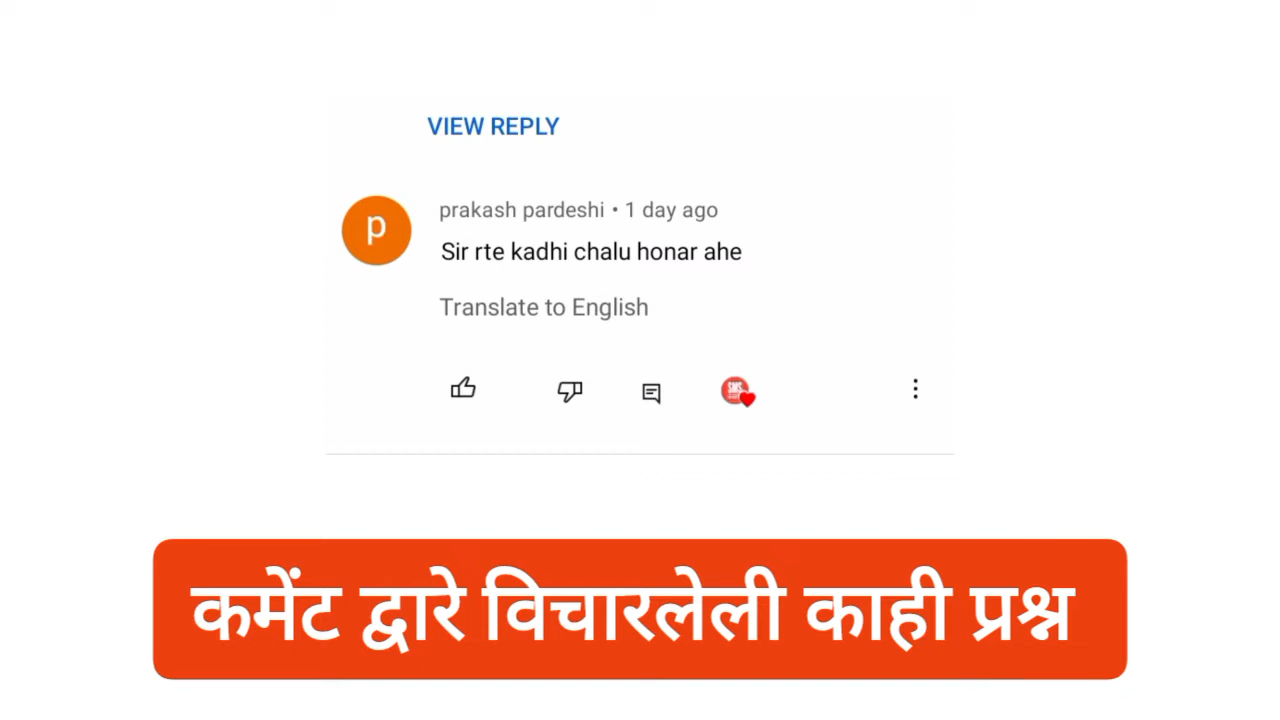 VIEW REPLY
p
prakash pardeshi • 1 day ago
Sir rte kadhi chalu honar ahe
Translate to English
SMS
कमेंट द्वारे विचारलेली काही प्रश्न